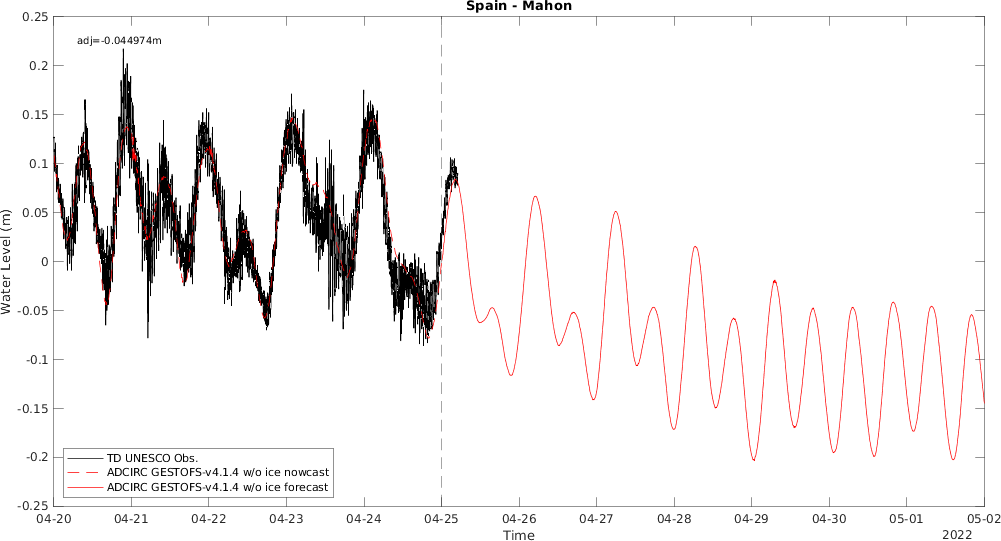 Spain - Mahon
0.25
0.2
0.15
0.1
0.05
0
-0.05
-0.1
-0.15
-0.2
-0.25
Water Level (m)
adj=-0.044974m
TD UNESCO Obs.
ADCIRC GESTOFS-v4.1.4 w/o ice nowcast
ADCIRC GESTOFS-v4.1.4 w/o ice forecast
04-20 04-21 04-22 04-23 04-24 04-25 04-26 04-27 04-28 04-29 04-30 05-01 05-02
Time
2022